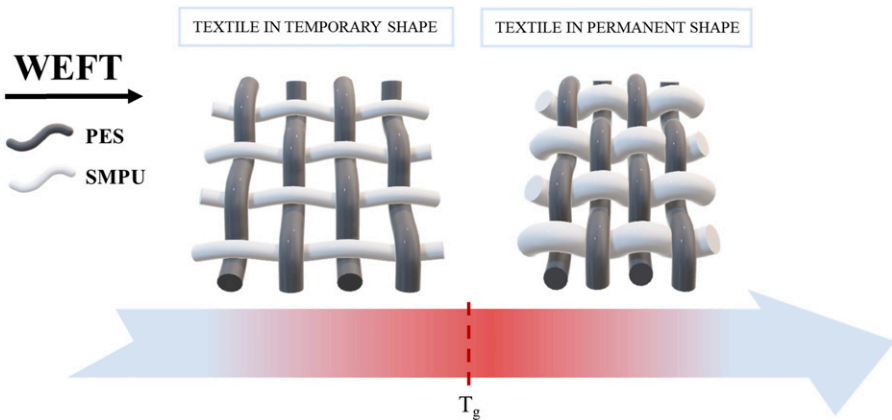 TEXTILE IN TEMPORARY SHAPE
TEXTILE IN PERMANENT SHAPE
WEFT
PES
SMPU
Tg